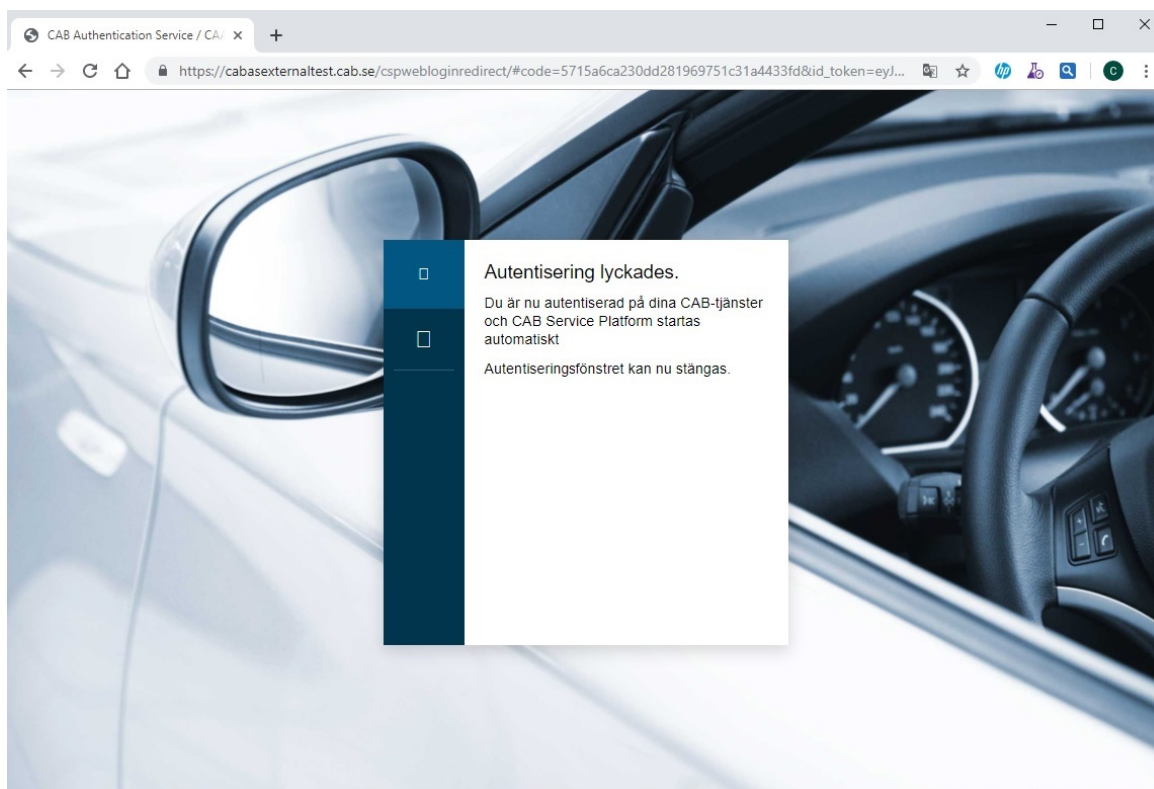 CAB Authentication Service / CA
https://cabasexternaltest.cab.se/cspwebloginredirect/#code=5715a6ca230dd281969751c31a4433fd&id_token=eyJ...
hp
C
Autentisering lyckades.
Du är nu autentiserad på dina CAB-tjänster
och CAB Service Platform startas
automatiskt
Autentiseringsfönstret kan nu stängas.